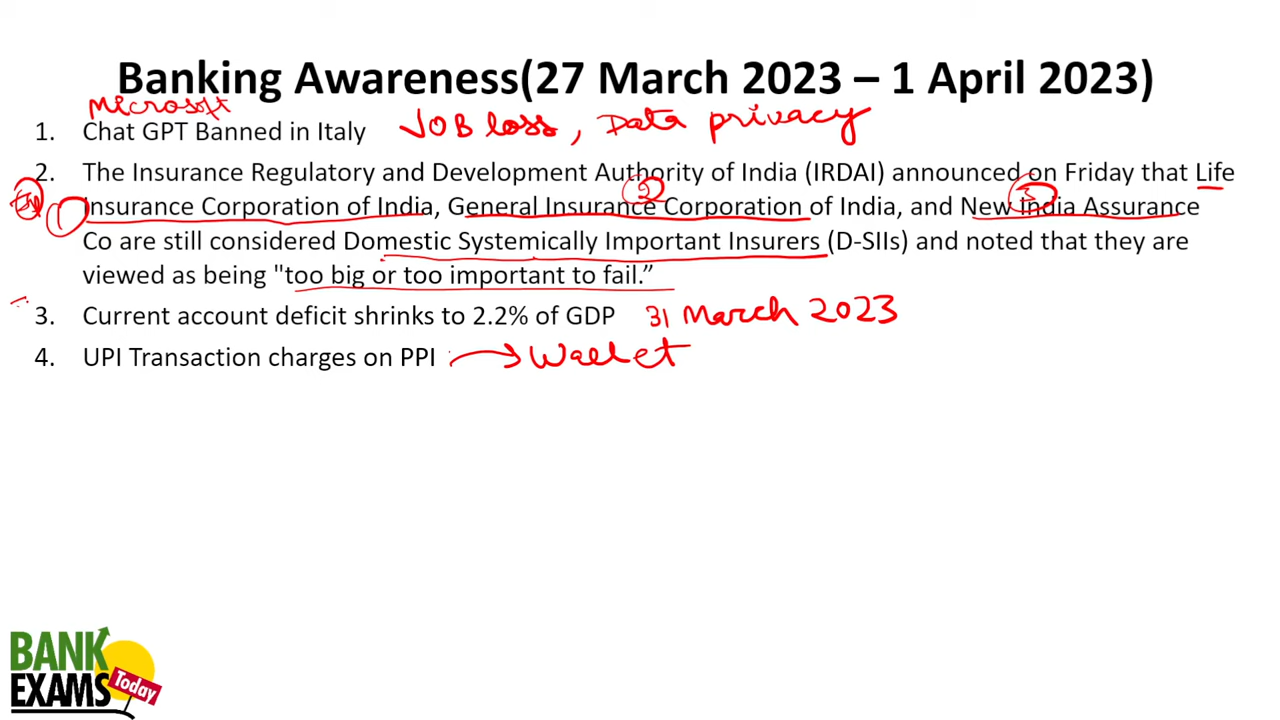 Banking Awareness(27 March 2023 – 1 April 2023)
Microsoft
1. Chat GPT Banned in Italy JOB loss, Data privacy
2. The Insurance Regulatory and Development Authority of India (IRDAI) announced on Friday that Life
1 2 3
Insurance Corporation of India, General Insurance Corporation of India, and New India Assurance
Co are still considered Domestic Systemically Important Insurers (D-SIIs) and noted that they are
viewed as being "too big or too important to fail.”
3. Current account deficit shrinks to 2.2% of GDP 31 March 2023
4. UPI Transaction charges on PPI → Wallet
BANK
EXAMS
Today